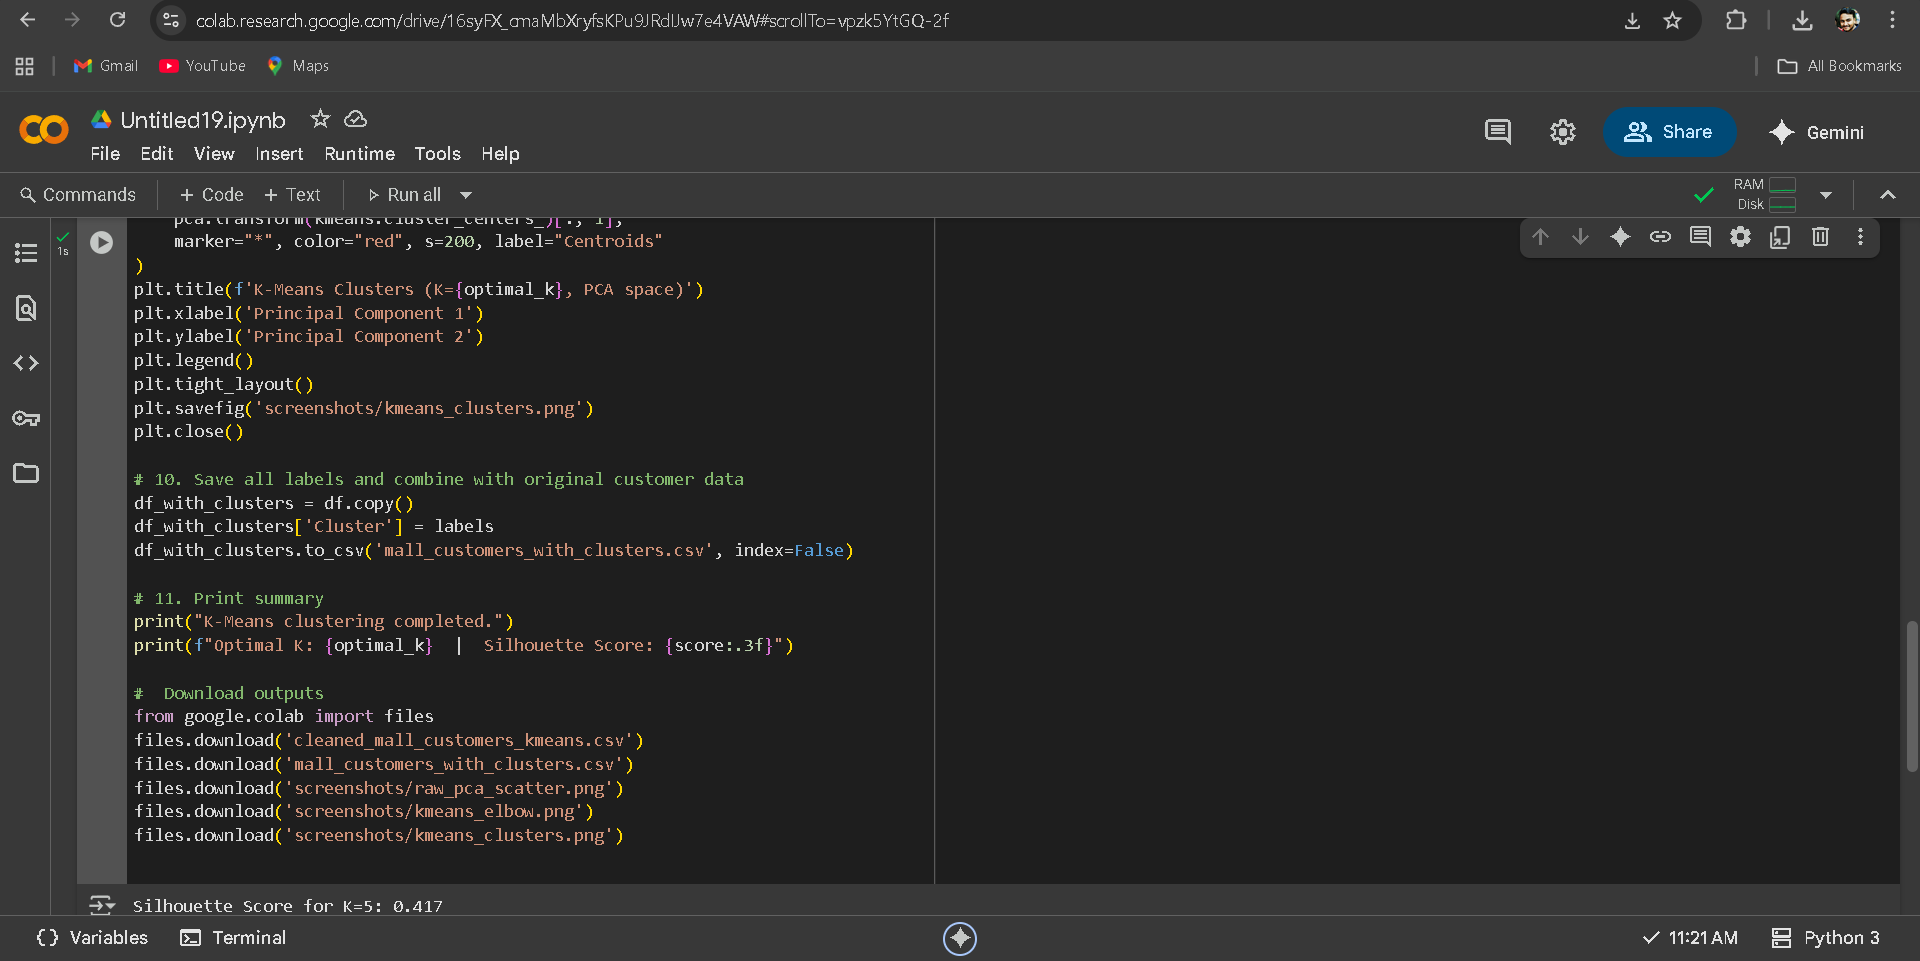 colab.research.google.com/drive/16syFX_cmaMbXryfsKPu9JRdlJw7e4VAW#scrollTo=vpzk5YtGQ-2f
Gmail YouTube Maps All Bookmarks
Untitled19.ipynb
File Edit View Insert Runtime Tools Help
Share Gemini
Commands + Code + Text Run all
RAM
Disk
1s
pca.transform(kmeans.cluster_centers_)[:, 1],
marker="*", color="red", s=200, label="Centroids"
)
plt.title(f'K-Means Clusters (K={optimal_k}, PCA space)')
plt.xlabel('Principal Component 1')
plt.ylabel('Principal Component 2')
plt.legend()
plt.tight_layout()
plt.savefig('screenshots/kmeans_clusters.png')
plt.close()
# 10. Save all labels and combine with original customer data
df_with_clusters = df.copy()
df_with_clusters['Cluster'] = labels
df_with_clusters.to_csv('mall_customers_with_clusters.csv', index=False)
# 11. Print summary
print("K-Means clustering completed.")
print(f"Optimal K: {optimal_k}  |  Silhouette Score: {score:.3f}")
#  Download outputs
from google.colab import files
files.download('cleaned_mall_customers_kmeans.csv')
files.download('mall_customers_with_clusters.csv')
files.download('screenshots/raw_pca_scatter.png')
files.download('screenshots/kmeans_elbow.png')
files.download('screenshots/kmeans_clusters.png')
Silhouette Score for K=5: 0.417
Variables Terminal 11:21 AM Python 3